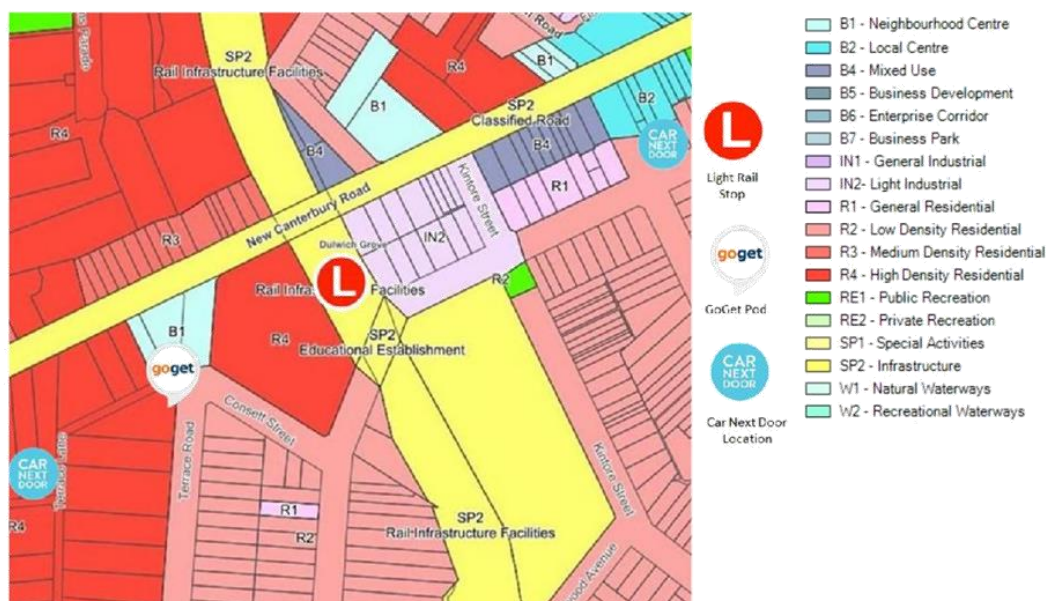 SP2
Rail Infrastructure Facilities
R4
B1
B1
B2
SP2
Classified Road
R4
B4
B4
R1
CAR
NEXT
DOOR
New Canterbury Road
Kintore Street
R3
IN2
Dulwich Grove
L
Rail Infra
Facilities
R2
B1
R4
SP2
Educational Establishment
goget
Consett Street
Terrace Road
CAR
NEXT
DOOR
Terrace Lane
R4
R1
R2
SP2
Rail Infrastructure Facilities
Kintore Street
ood Avenue
L
Light Rail
Stop
goget
GoGet Pod
CAR
NEXT
DOOR
Car Next Door
Location
B1 - Neighbourhood Centre
B2 - Local Centre
B4 - Mixed Use
B5 - Business Development
B6 - Enterprise Corridor
B7 - Business Park
IN1 - General Industrial
IN2- Light Industrial
R1 - General Residential
R2 - Low Density Residential
R3 - Medium Density Residential
R4 - High Density Residential
RE1 - Public Recreation
RE2 - Private Recreation
SP1 - Special Activities
SP2 - Infrastructure
W1 - Natural Waterways
W2 - Recreational Waterways